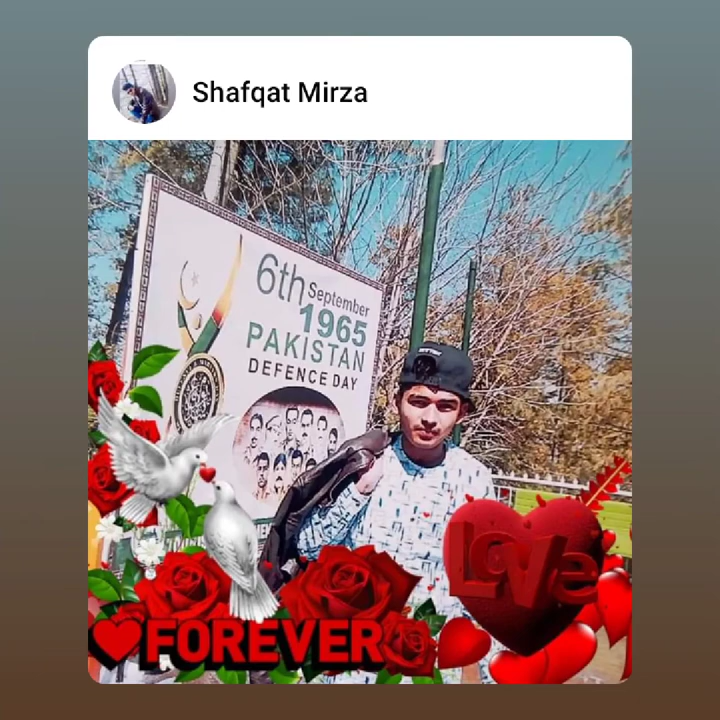 Shafqat Mirza
6th September
1965
PAKISTAN
DEFENCE DAY
Love
FOREVER